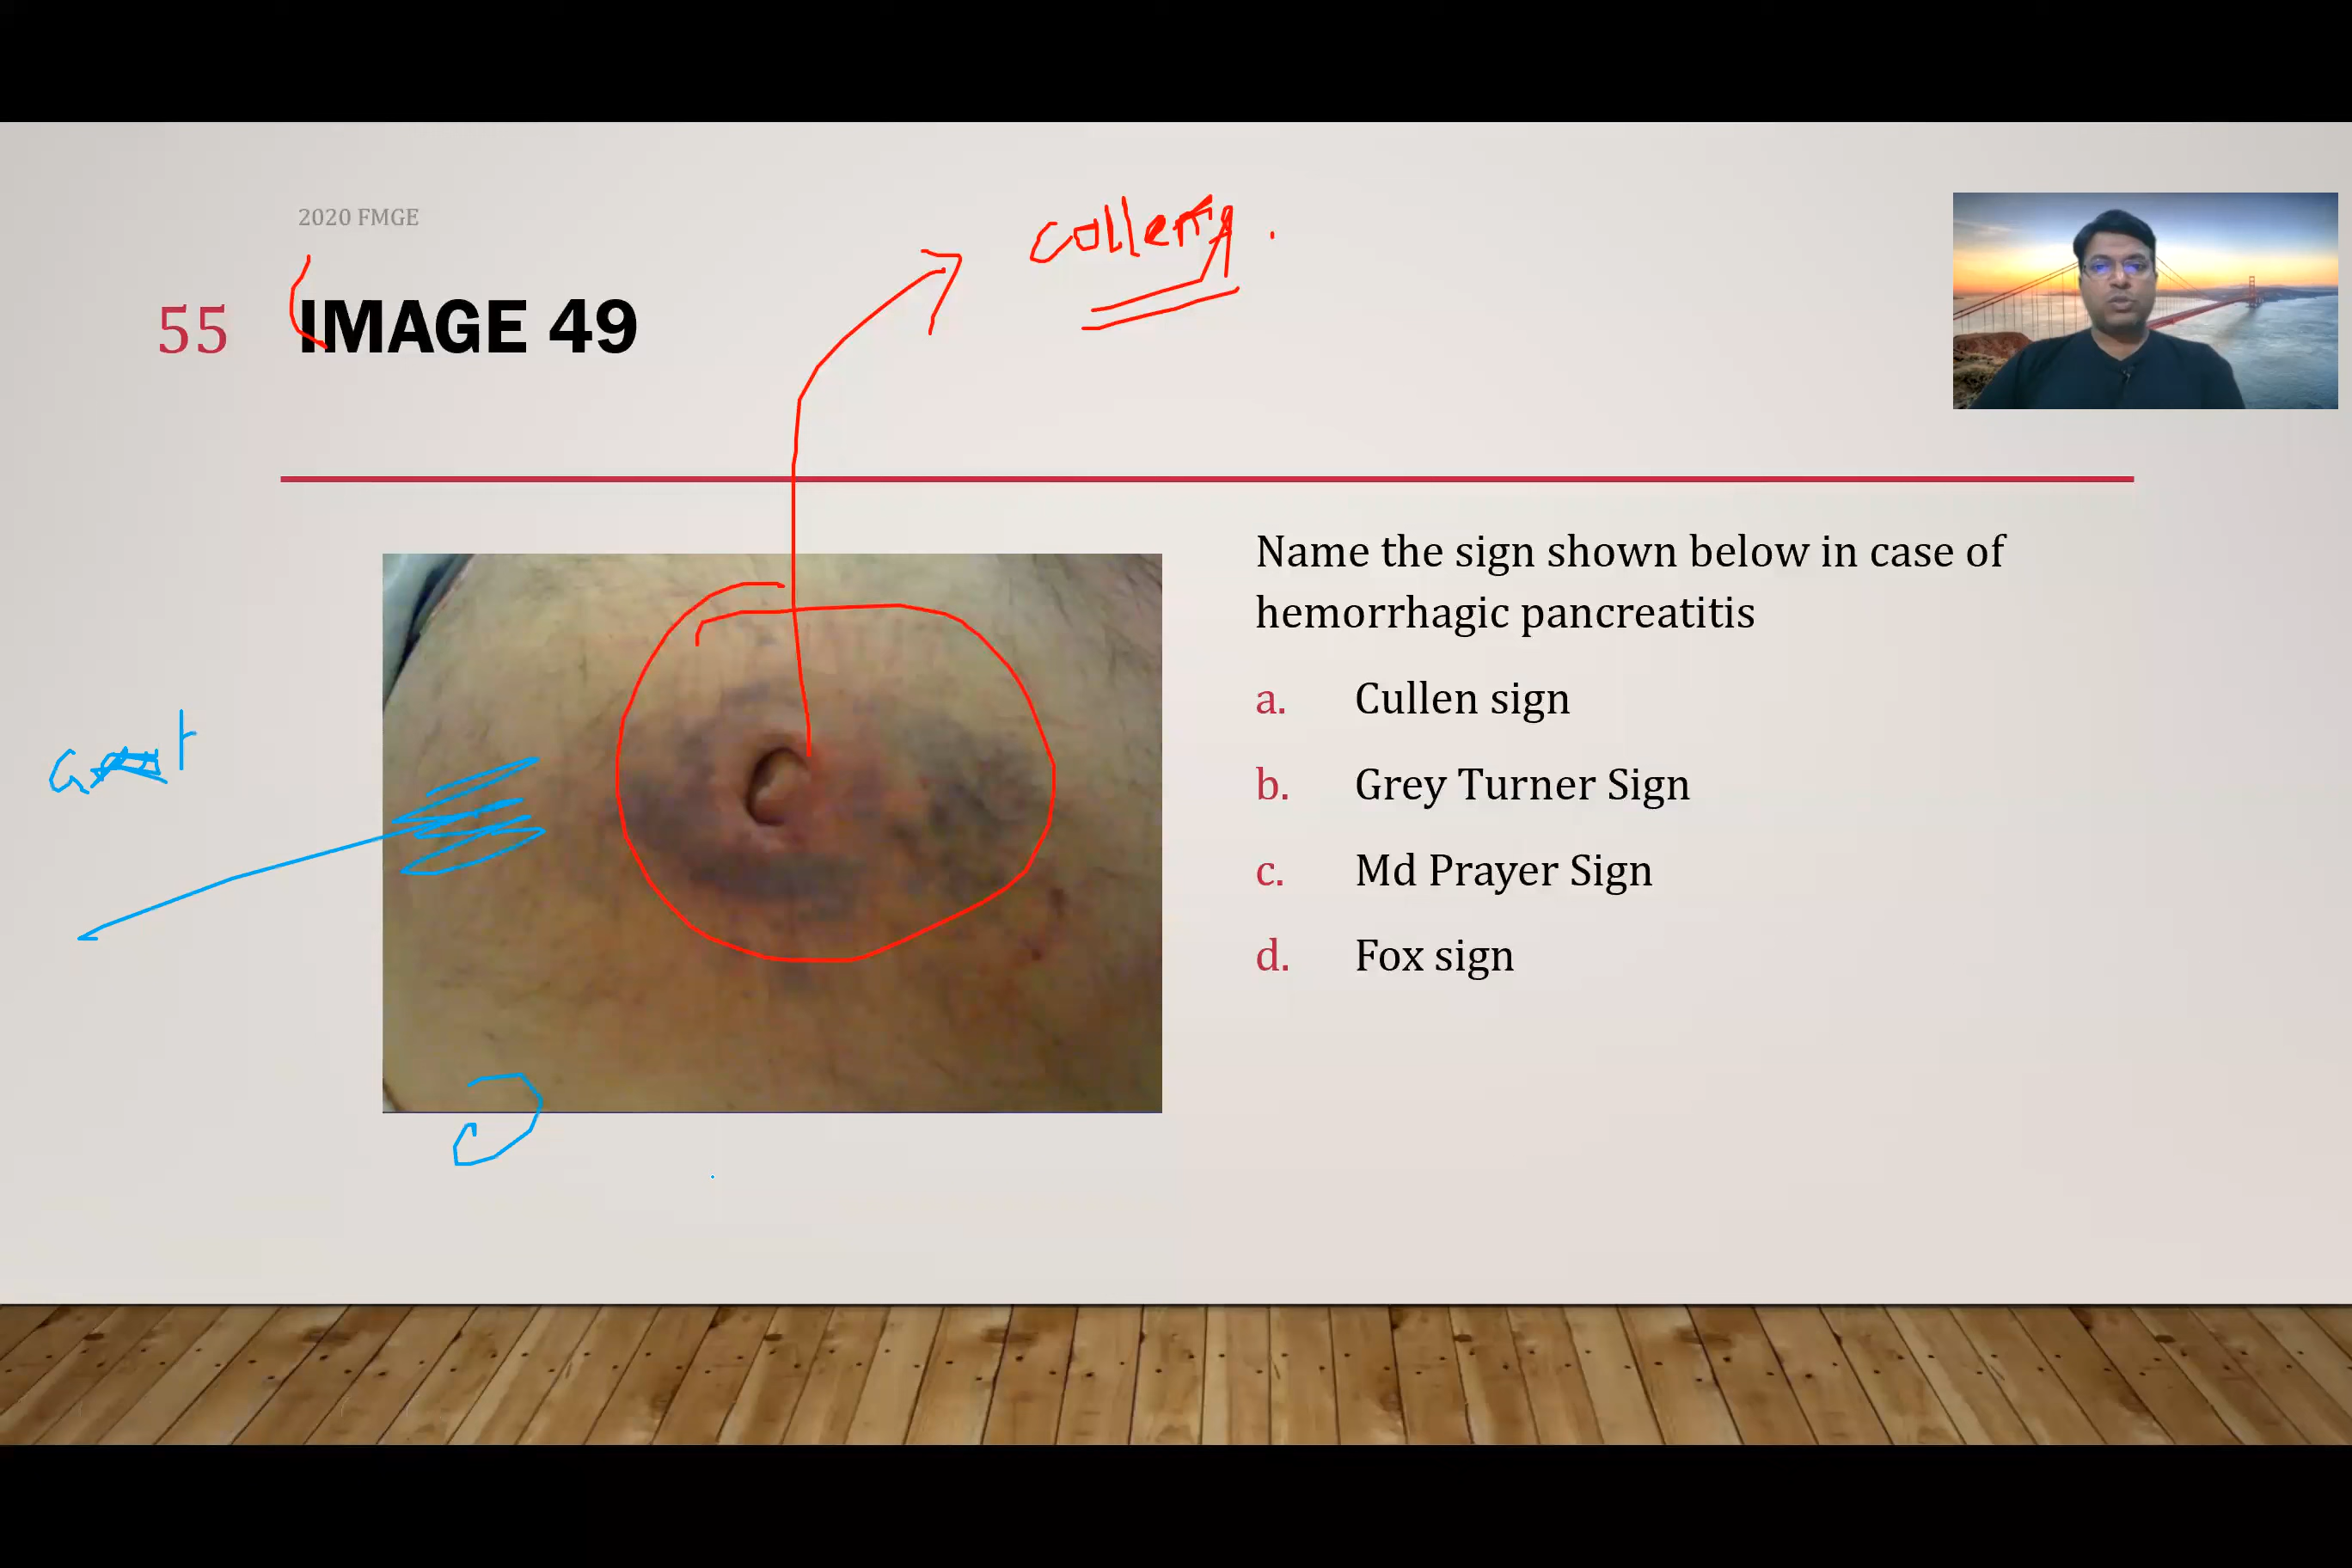 2020 FMGE
55 IMAGE 49
Name the sign shown below in case of
hemorrhagic pancreatitis
a. Cullen sign
b. Grey Turner Sign
c. Md Prayer Sign
d. Fox sign